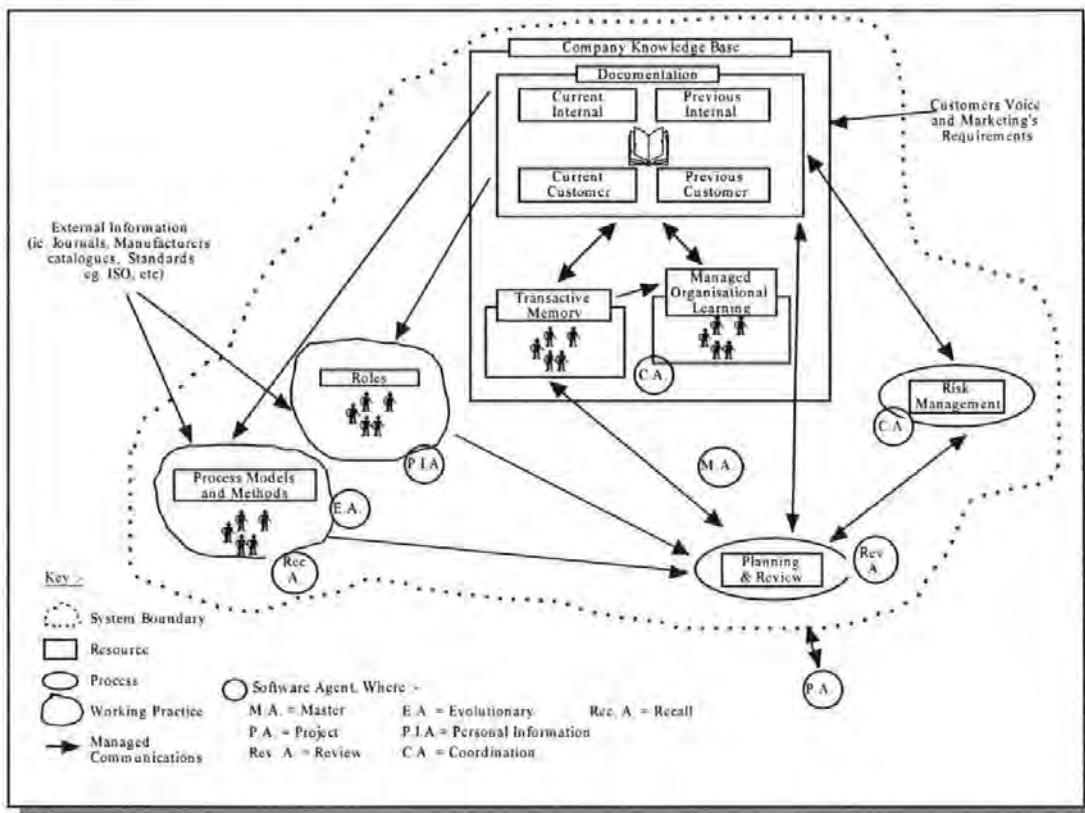 Company Knowledge Base
Documentation
Current
Internal
Previous
Internal
Current
Customer
Previous
Customer
Customers Voice
and Marketing's
Requirements
External Information
(ie. Journals, Manufacturers
catalogues, Standards
eg. ISO, etc)
Transactive
Memory
Managed
Organisational
Learning
C.A.
Roles
P.I.A
Risk
Management
C.A.
M.A.
Process Models
and Methods
E.A.
Rec
A.
Planning
& Review
Rev
A.
P.A.
Key :-
System Boundary
Resource
Process
Working Practice
Managed
Communications
Software Agent, Where :-
M.A. = Master
E.A. = Evolutionary
Rec. A. = Recall
P.A. = Project
P.I.A = Personal Information
Rev. A. = Review
C.A. = Coordination